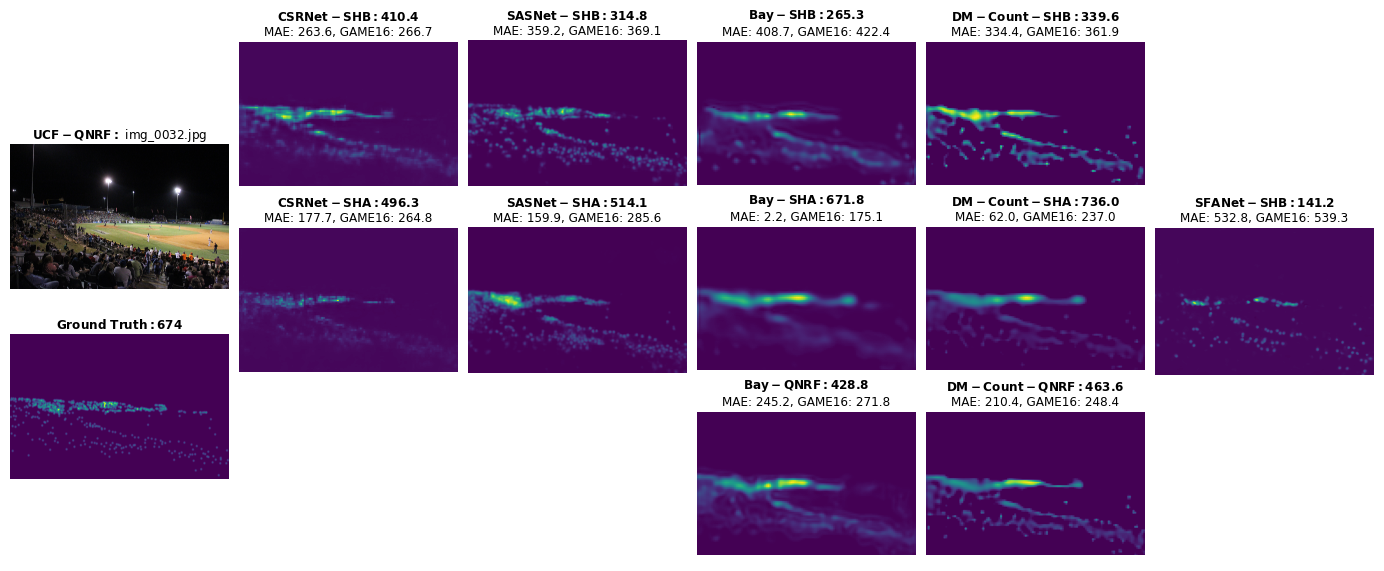 UCF − QNRF: img_0032.jpg
Ground Truth: 674
CSRNet − SHB: 410.4
MAE: 263.6, GAME16: 266.7
SASNet − SHB: 314.8
MAE: 359.2, GAME16: 369.1
Bay − SHB: 265.3
MAE: 408.7, GAME16: 422.4
DM − Count − SHB: 339.6
MAE: 334.4, GAME16: 361.9
CSRNet − SHA: 496.3
MAE: 177.7, GAME16: 264.8
SASNet − SHA: 514.1
MAE: 159.9, GAME16: 285.6
Bay − SHA: 671.8
MAE: 2.2, GAME16: 175.1
DM − Count − SHA: 736.0
MAE: 62.0, GAME16: 237.0
SFANet − SHB: 141.2
MAE: 532.8, GAME16: 539.3
Bay − QNRF: 428.8
MAE: 245.2, GAME16: 271.8
DM − Count − QNRF: 463.6
MAE: 210.4, GAME16: 248.4